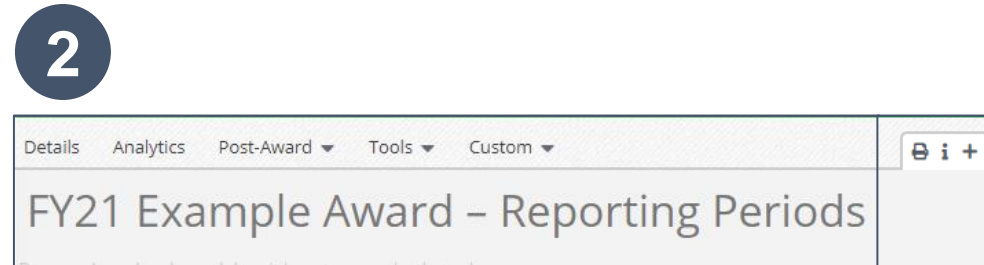 2
Details Analytics Post-Award Tools Custom
FY21 Example Award – Reporting Periods